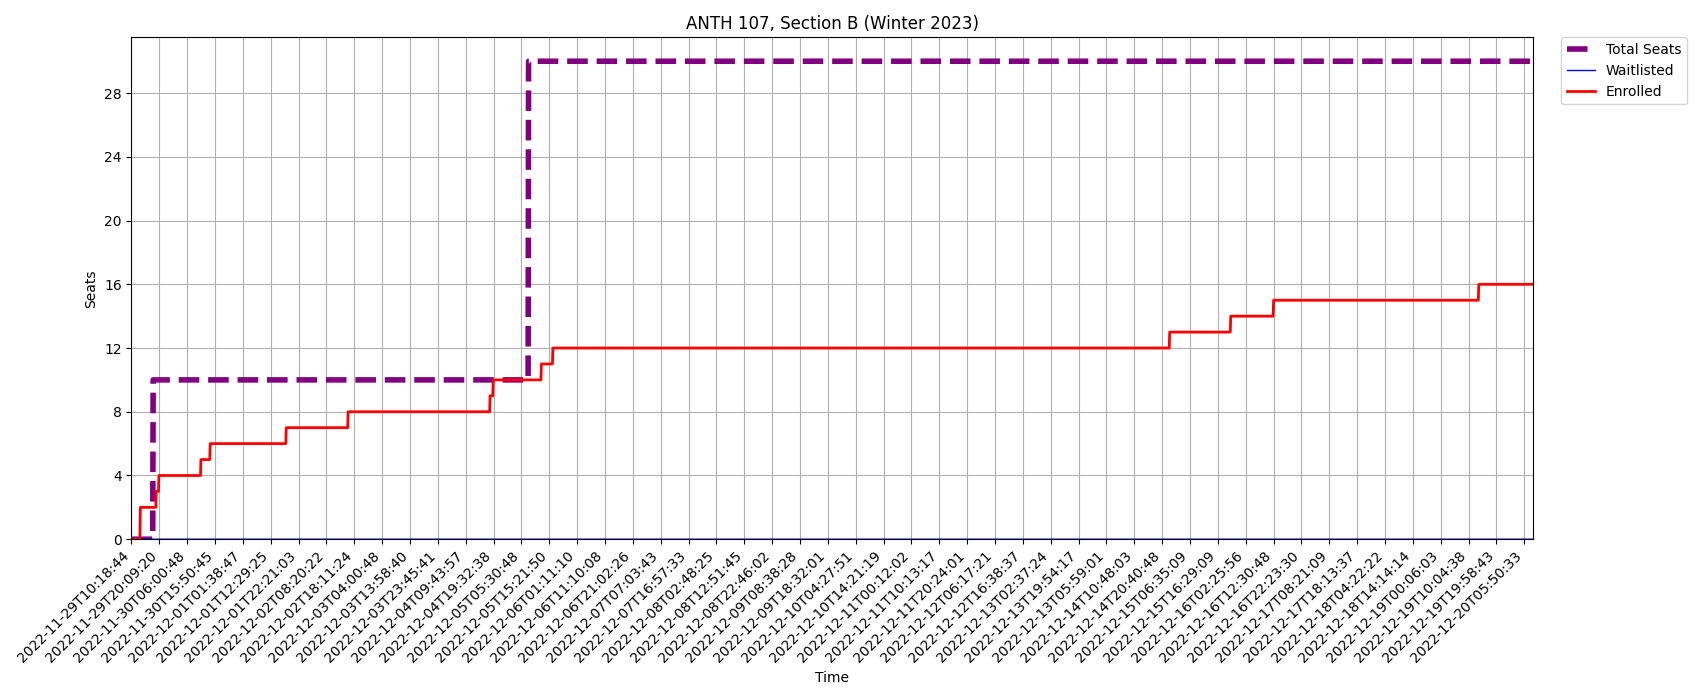 ANTH 107, Section B (Winter 2023)
Total Seats
Waitlisted
Enrolled
Seats
28
24
20
16
12
8
4
0
2022-11-29T10:18:44
2022-11-29T20:09:20
2022-11-30T06:00:48
2022-11-30T15:50:45
2022-12-01T01:38:47
2022-12-01T12:29:25
2022-12-01T22:21:03
2022-12-02T08:20:22
2022-12-02T18:11:24
2022-12-03T04:00:48
2022-12-03T13:58:40
2022-12-03T23:45:41
2022-12-04T09:43:57
2022-12-04T19:32:38
2022-12-05T05:30:48
2022-12-05T15:21:50
2022-12-06T01:11:10
2022-12-06T11:10:08
2022-12-06T21:02:26
2022-12-07T07:03:43
2022-12-07T16:57:33
2022-12-08T02:48:25
2022-12-08T12:51:45
2022-12-08T22:46:02
2022-12-09T08:38:28
2022-12-09T18:32:01
2022-12-10T04:27:51
2022-12-10T14:21:19
2022-12-11T00:12:02
2022-12-11T10:13:17
2022-12-11T20:24:01
2022-12-12T06:17:21
2022-12-12T16:38:37
2022-12-13T02:37:24
2022-12-13T19:54:17
2022-12-13T05:59:01
2022-12-14T10:48:03
2022-12-14T20:40:48
2022-12-15T06:35:09
2022-12-15T16:29:09
2022-12-16T02:25:56
2022-12-16T12:30:48
2022-12-16T22:23:30
2022-12-17T08:21:09
2022-12-17T18:13:37
2022-12-18T04:22:22
2022-12-18T14:14:14
2022-12-19T00:06:03
2022-12-19T10:04:38
2022-12-19T19:58:43
2022-12-20T05:50:33
Time